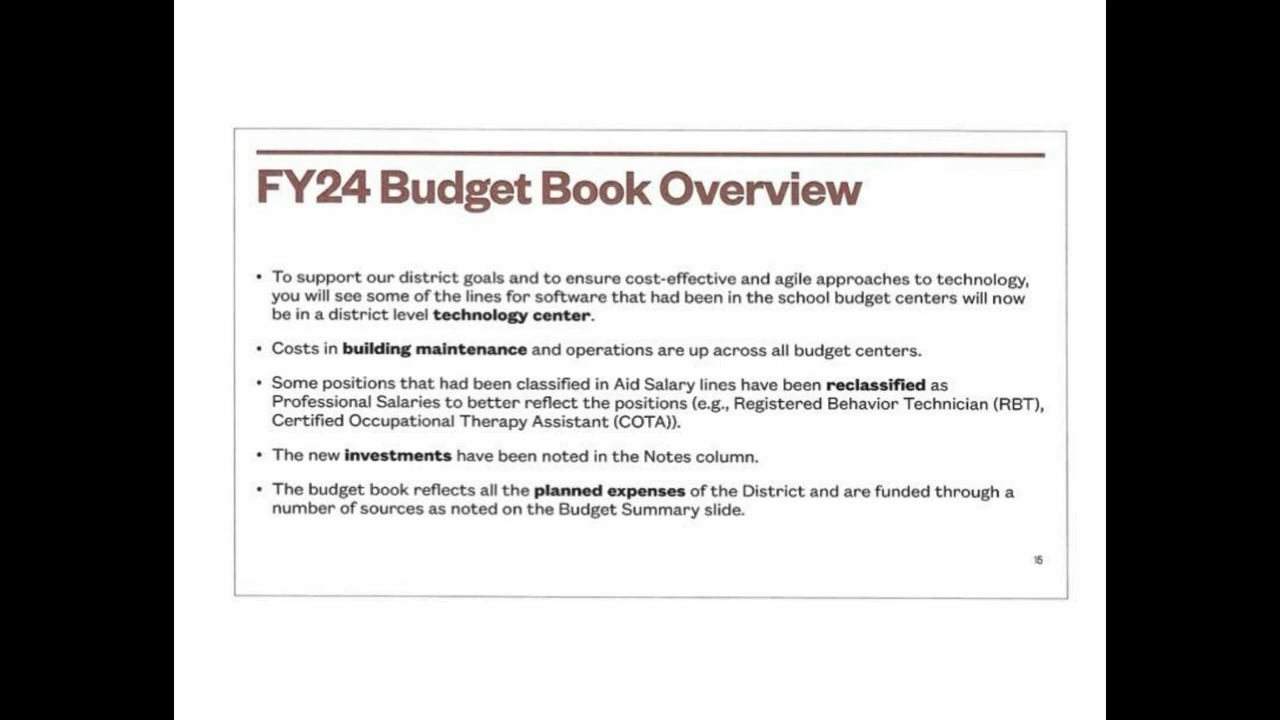 FY24 Budget Book Overview
• To support our district goals and to ensure cost-effective and agile approaches to technology,
you will see some of the lines for software that had been in the school budget centers will now
be in a district level technology center.
• Costs in building maintenance and operations are up across all budget centers.
• Some positions that had been classified in Aid Salary lines have been reclassified as
Professional Salaries to better reflect the positions (e.g., Registered Behavior Technician (RBT),
Certified Occupational Therapy Assistant (COTA)).
• The new investments have been noted in the Notes column.
• The budget book reflects all the planned expenses of the District and are funded through a
number of sources as noted on the Budget Summary slide.
15